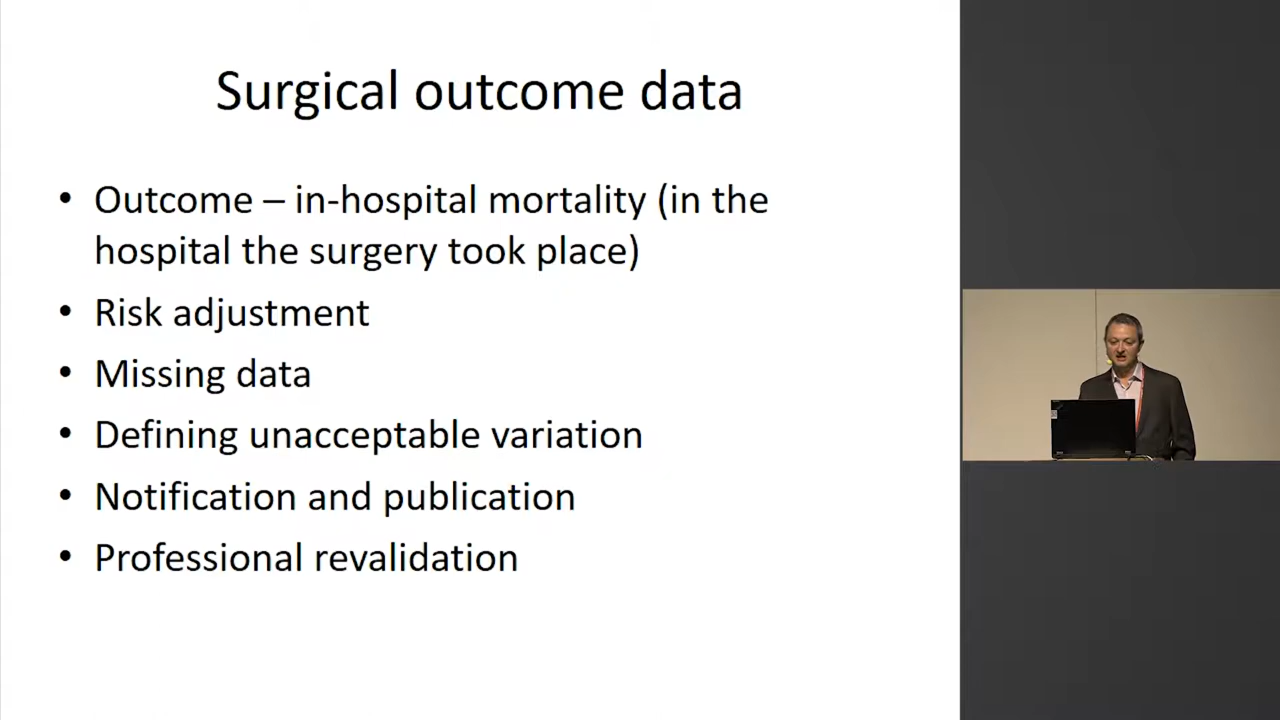 Surgical outcome data
• Outcome – in-hospital mortality (in the
hospital the surgery took place)
• Risk adjustment
• Missing data
• Defining unacceptable variation
• Notification and publication
• Professional revalidation